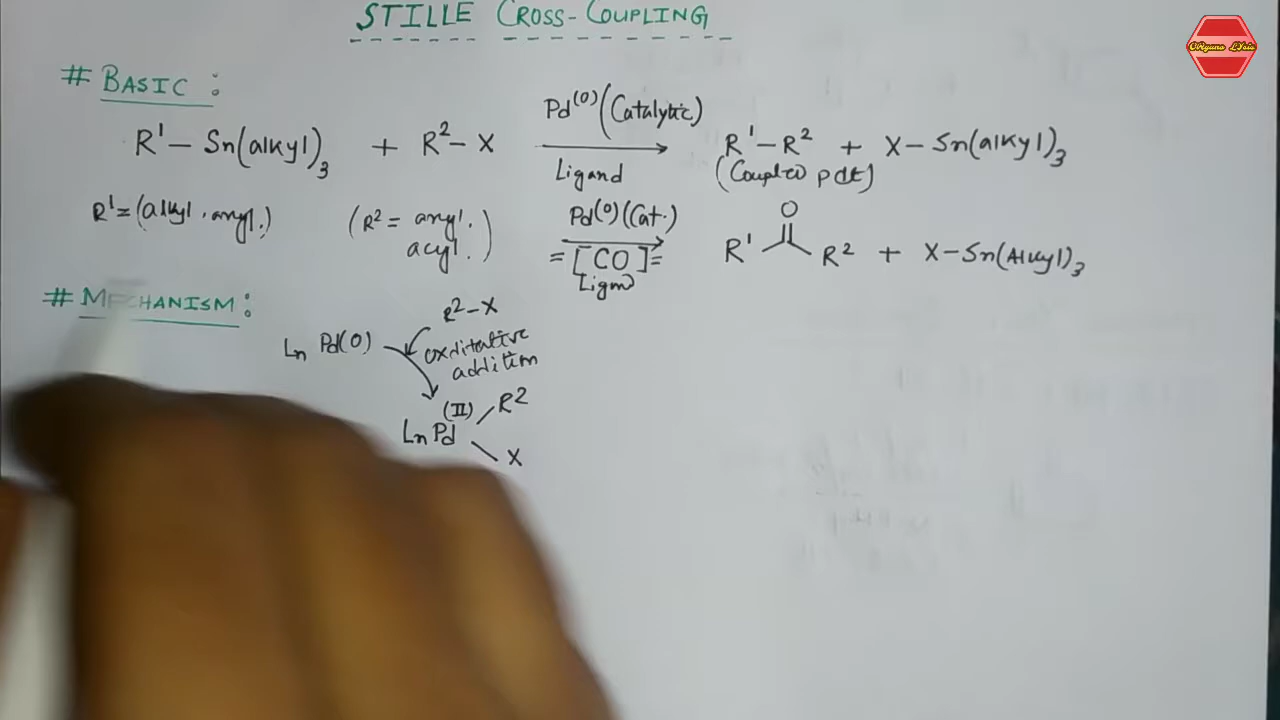 STILLE CROSS-COUPLING
# BASIC :
R¹ – Sn(alkyl)₃ + R² – X Pd⁽⁰⁾(Catalytic) Ligand R¹ – R² + X – Sn(alkyl)₃
(Coupled pdt)
R¹ = (alkyl, aryl.) (R² = aryl. acyl.) Pd⁽⁰⁾(Cat.) = [CO] = R¹ O R² + X – Sn(Alkyl)₃
# MECHANISM :
R² – X
Ln Pd(0)
addition
(II)
Ln Pd R²
X